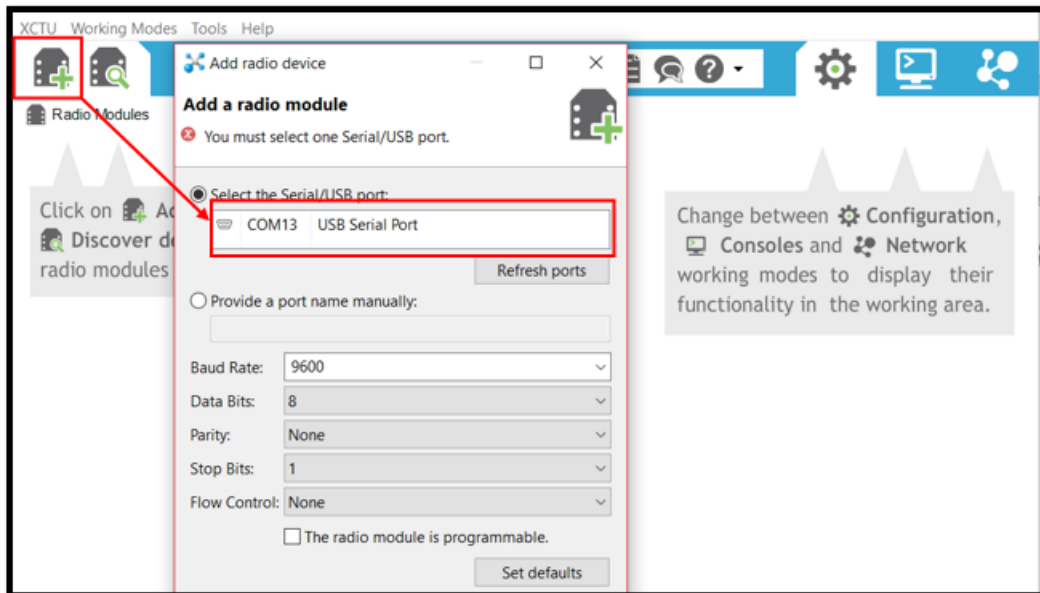 XCTU Working Modes Tools Help
Add radio device
Add a radio module
You must select one Serial/USB port.
Radio Modules
Select the Serial/USB port:
COM13 USB Serial Port
Refresh ports
Click on
Discover
radio modules
Provide a port name manually:
Baud Rate: 9600
Data Bits: 8
Parity: None
Stop Bits: 1
Flow Control: None
The radio module is programmable.
Set defaults
Change between Configuration,
Consoles and Network
working modes to display their
functionality in the working area.